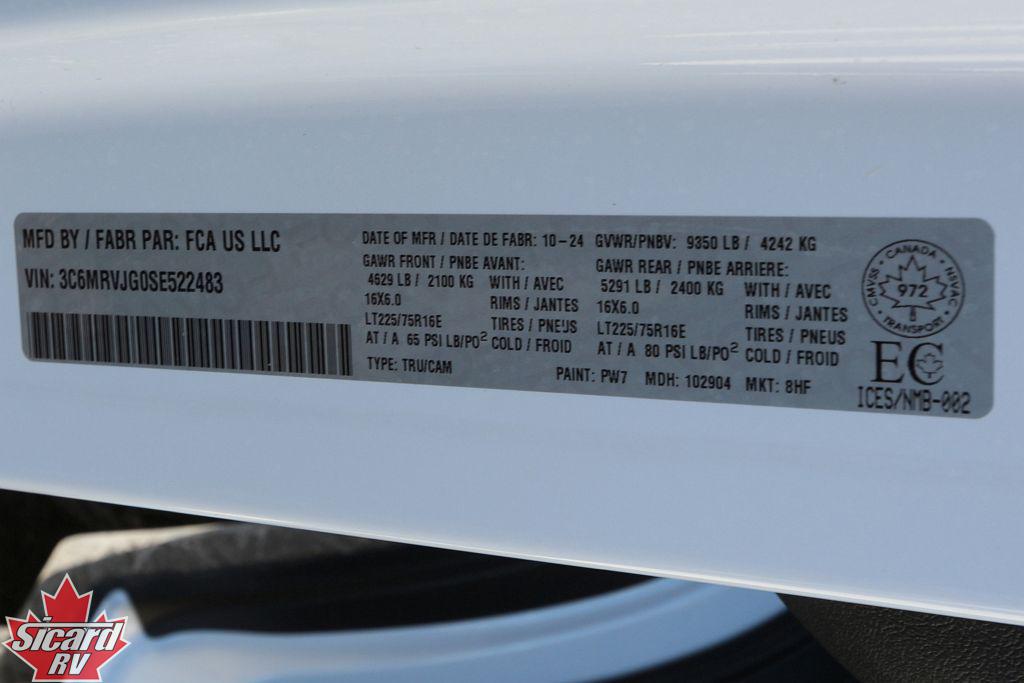 MFD BY / FABR PAR: FCA US LLC
VIN: 3C6MRVJG0SE522483
DATE OF MFR / DATE DE FABR: 10-24 GVWR/PNBV: 9350 LB / 4242 KG
GAWR FRONT / PNBE AVANT:
4629 LB / 2100 KG WITH / AVEC
16X6.0 RIMS / JANTES
LT225/75R16E TIRES / PNEUS
AT / A 65 PSI LB/PO² COLD / FROID
TYPE: TRU/CAM
GAWR REAR / PNBE ARRIERE:
5291 LB / 2400 KG WITH / AVEC
16X6.0 RIMS / JANTES
LT225/75R16E TIRES / PNEUS
AT / A 80 PSI LB/PO² COLD / FROID
PAINT: PW7 MDH: 102904 MKT: 8HF
CANADA
CMVSS 972 NSVAC
8
TRANSPORT
EC
ICES/NMB-002
Sicard
RV